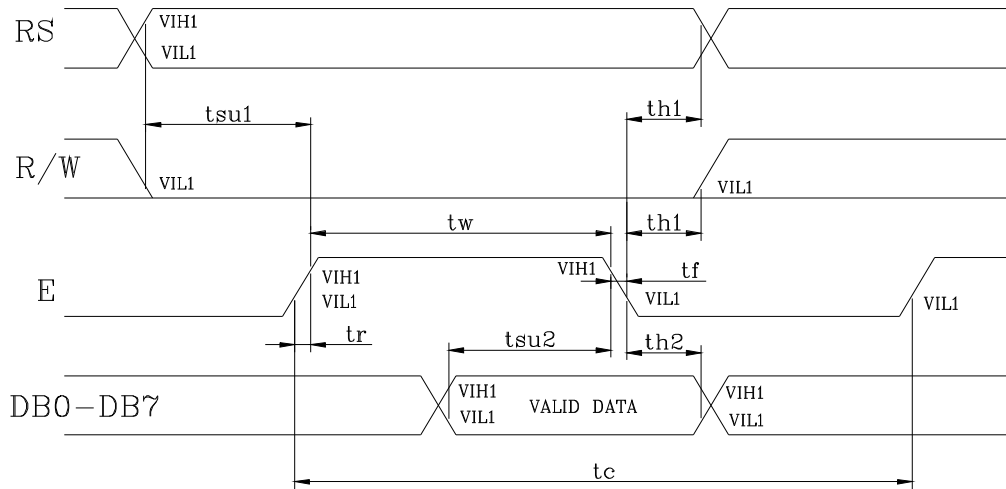 RS
VIH1
VIL1
tsu1
th1
R/W
VIL1
VIL1
tw
th1
E
VIH1
VIL1
VIH1
tf
VIL1
VIL1
tr
tsu2
th2
DB0-DB7
VIH1
VIL1
VALID DATA
VIH1
VIL1
tc